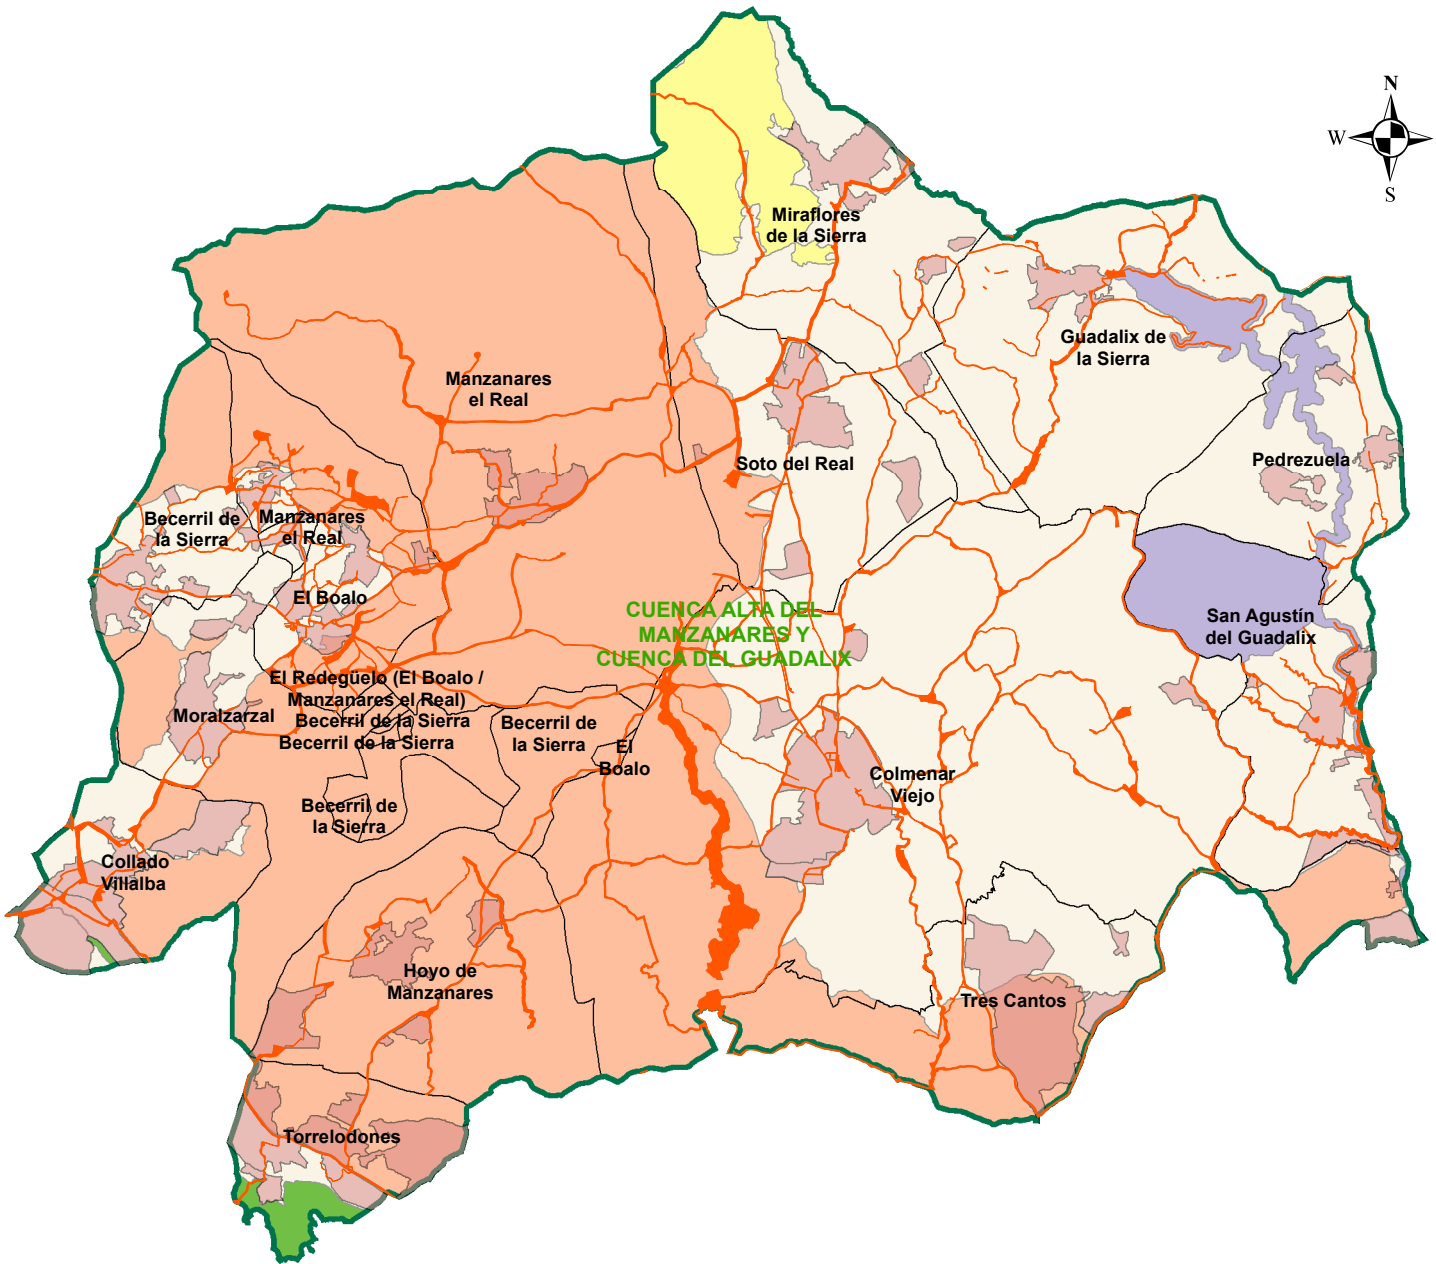 N
W
S
Miraflores
de la Sierra
Guadalix de
la Sierra
Manzanares
el Real
Soto del Real
Pedrezuela
Becerril de
la Sierra
Manzanares
el Real
El Boalo
CUENCA ALTA DEL
MANZANARES Y
CUENCA DEL GUADALIX
San Agustín
del Guadalix
El Redegüelo (El Boalo /
Manzanares el Real)
Moralzarzal
Becerril de la Sierra
Becerril de la Sierra
Becerril de
la Sierra
El
Boalo
Colmenar
Viejo
Becerril de
la Sierra
Collado
Villalba
Hoyo de
Manzanares
Tres Cantos
Torrelodones